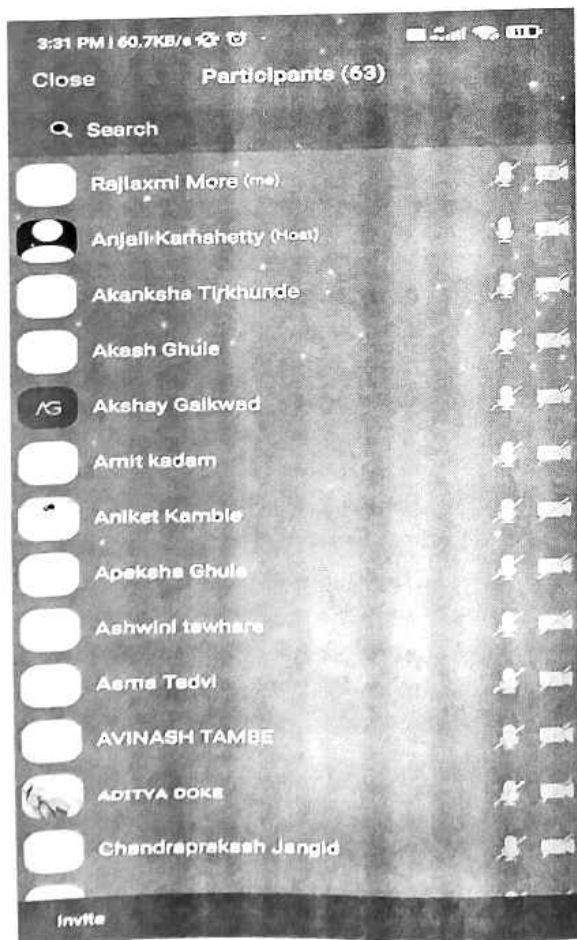 3:31 PM | 60.7KB/s
Close Participants (63)
Search
Rajlaxmi More (me)
Anjali Kamshetty (Host)
Akanksha Tirkhunde
Akash Ghule
AG Akshay Gaikwad
Amit kadam
Aniket Kamble
Apeksha Ghule
Ashwini tawhare
Asma Tadvi
AVINASH TAMBE
ADITYA DOKE
Chandraprakash Jangid
Invite